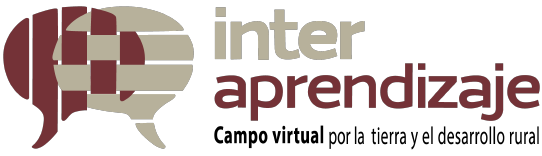 inter
aprendizaje
Campo virtual por la tierra y el desarrollo rural